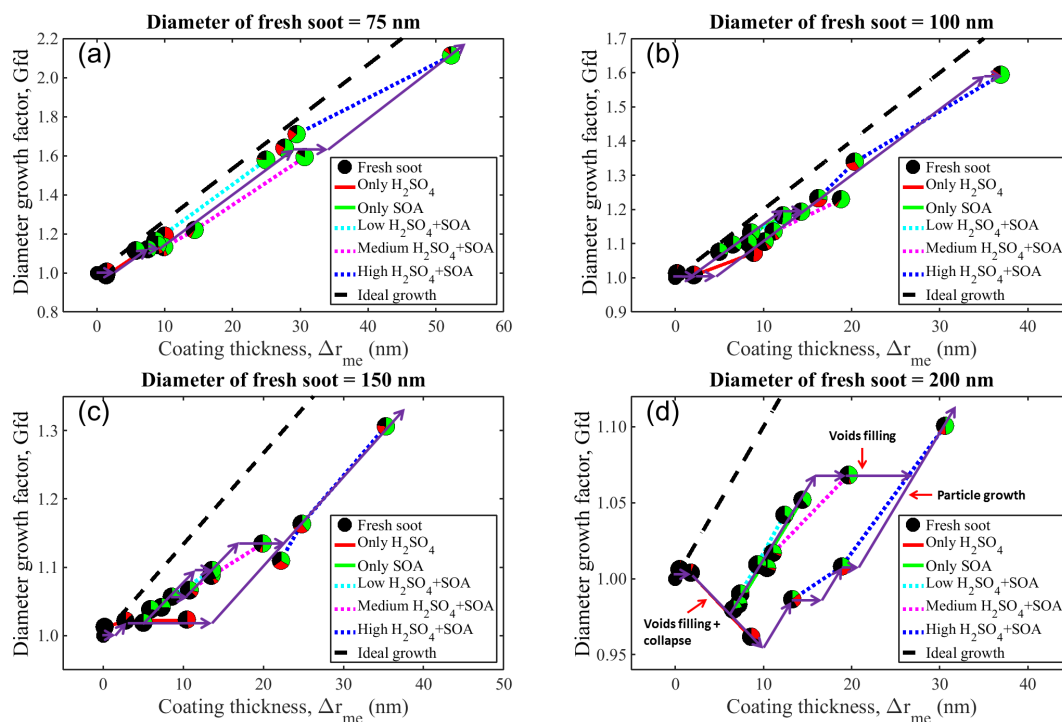 Diameter of fresh soot = 75 nm
(a)
Diameter growth factor, Gfd
2.2
2.0
1.8
1.6
1.4
1.2
1.0
0.8
Fresh soot
Only H2SO4
Only SOA
Low H2SO4+SOA
Medium H2SO4+SOA
High H2SO4+SOA
Ideal growth
0 10 20 30 40 50 60
Coating thickness, Δrme (nm)
Diameter of fresh soot = 100 nm
(b)
Diameter growth factor, Gfd
1.7
1.6
1.5
1.4
1.3
1.2
1.1
1.0
0.9
Fresh soot
Only H2SO4
Only SOA
Low H2SO4+SOA
Medium H2SO4+SOA
High H2SO4+SOA
Ideal growth
0 10 20 30 40
Coating thickness, Δrme (nm)
Diameter of fresh soot = 150 nm
(c)
Diameter growth factor, Gfd
1.3
1.2
1.1
1.0
Fresh soot
Only H2SO4
Only SOA
Low H2SO4+SOA
Medium H2SO4+SOA
High H2SO4+SOA
Ideal growth
0 10 20 30 40 50
Coating thickness, Δrme (nm)
Diameter of fresh soot = 200 nm
(d)
Diameter growth factor, Gfd
1.10
1.05
1.00
0.95
Voids filling
Particle growth
Voids filling +
collapse
Fresh soot
Only H2SO4
Only SOA
Low H2SO4+SOA
Medium H2SO4+SOA
High H2SO4+SOA
Ideal growth
0 10 20 30 40
Coating thickness, Δrme (nm)